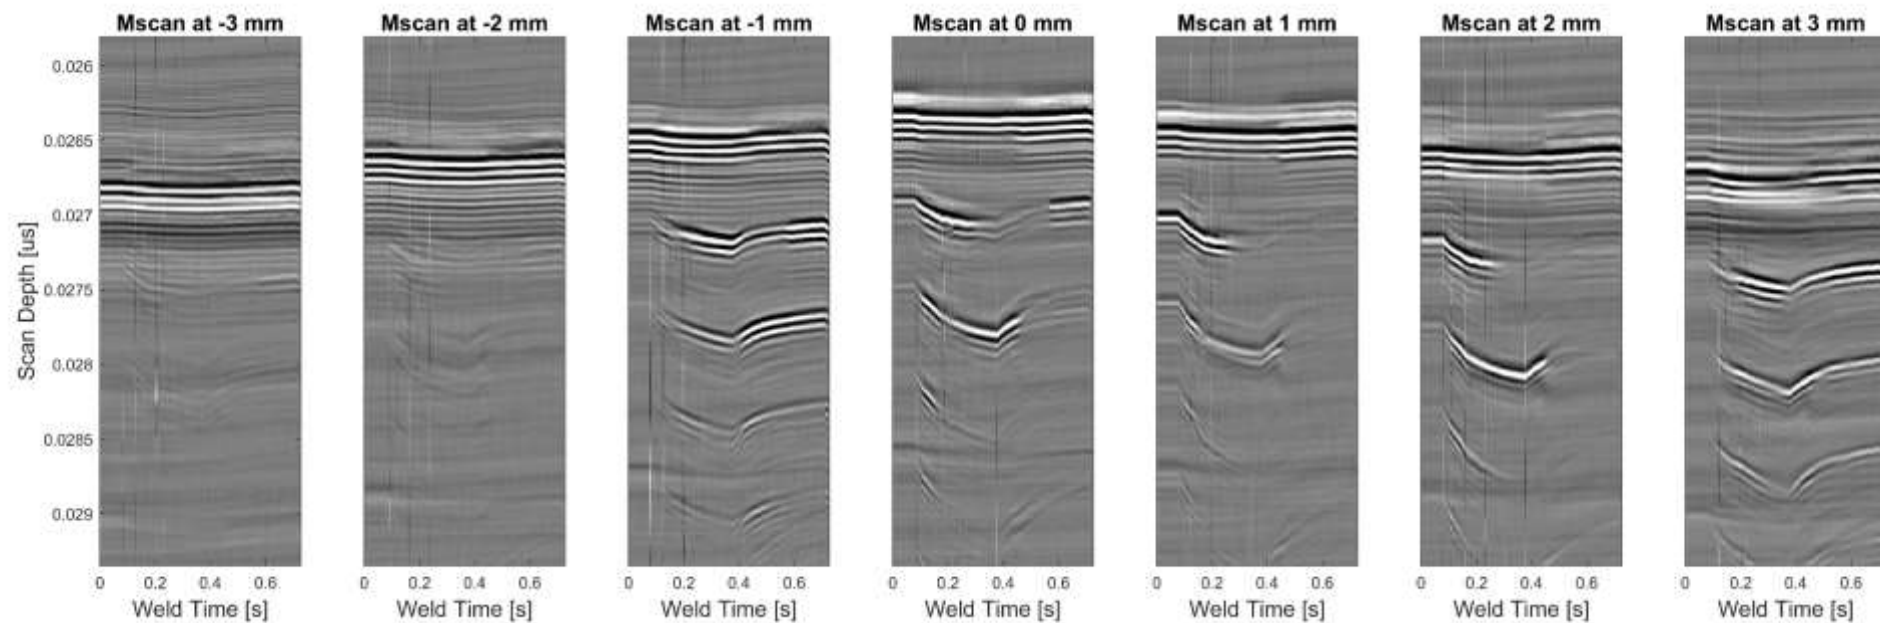 Mscan at -3 mm
Mscan at -2 mm
Mscan at -1 mm
Mscan at 0 mm
Mscan at 1 mm
Mscan at 2 mm
Mscan at 3 mm
Scan Depth [us]
0.026
0.0265
0.027
0.0275
0.028
0.0285
0.029
0 0.2 0.4 0.6
0 0.2 0.4 0.6
0 0.2 0.4 0.6
0 0.2 0.4 0.6
0 0.2 0.4 0.6
0 0.2 0.4 0.6
0 0.2 0.4 0.6
Weld Time [s]
Weld Time [s]
Weld Time [s]
Weld Time [s]
Weld Time [s]
Weld Time [s]
Weld Time [s]